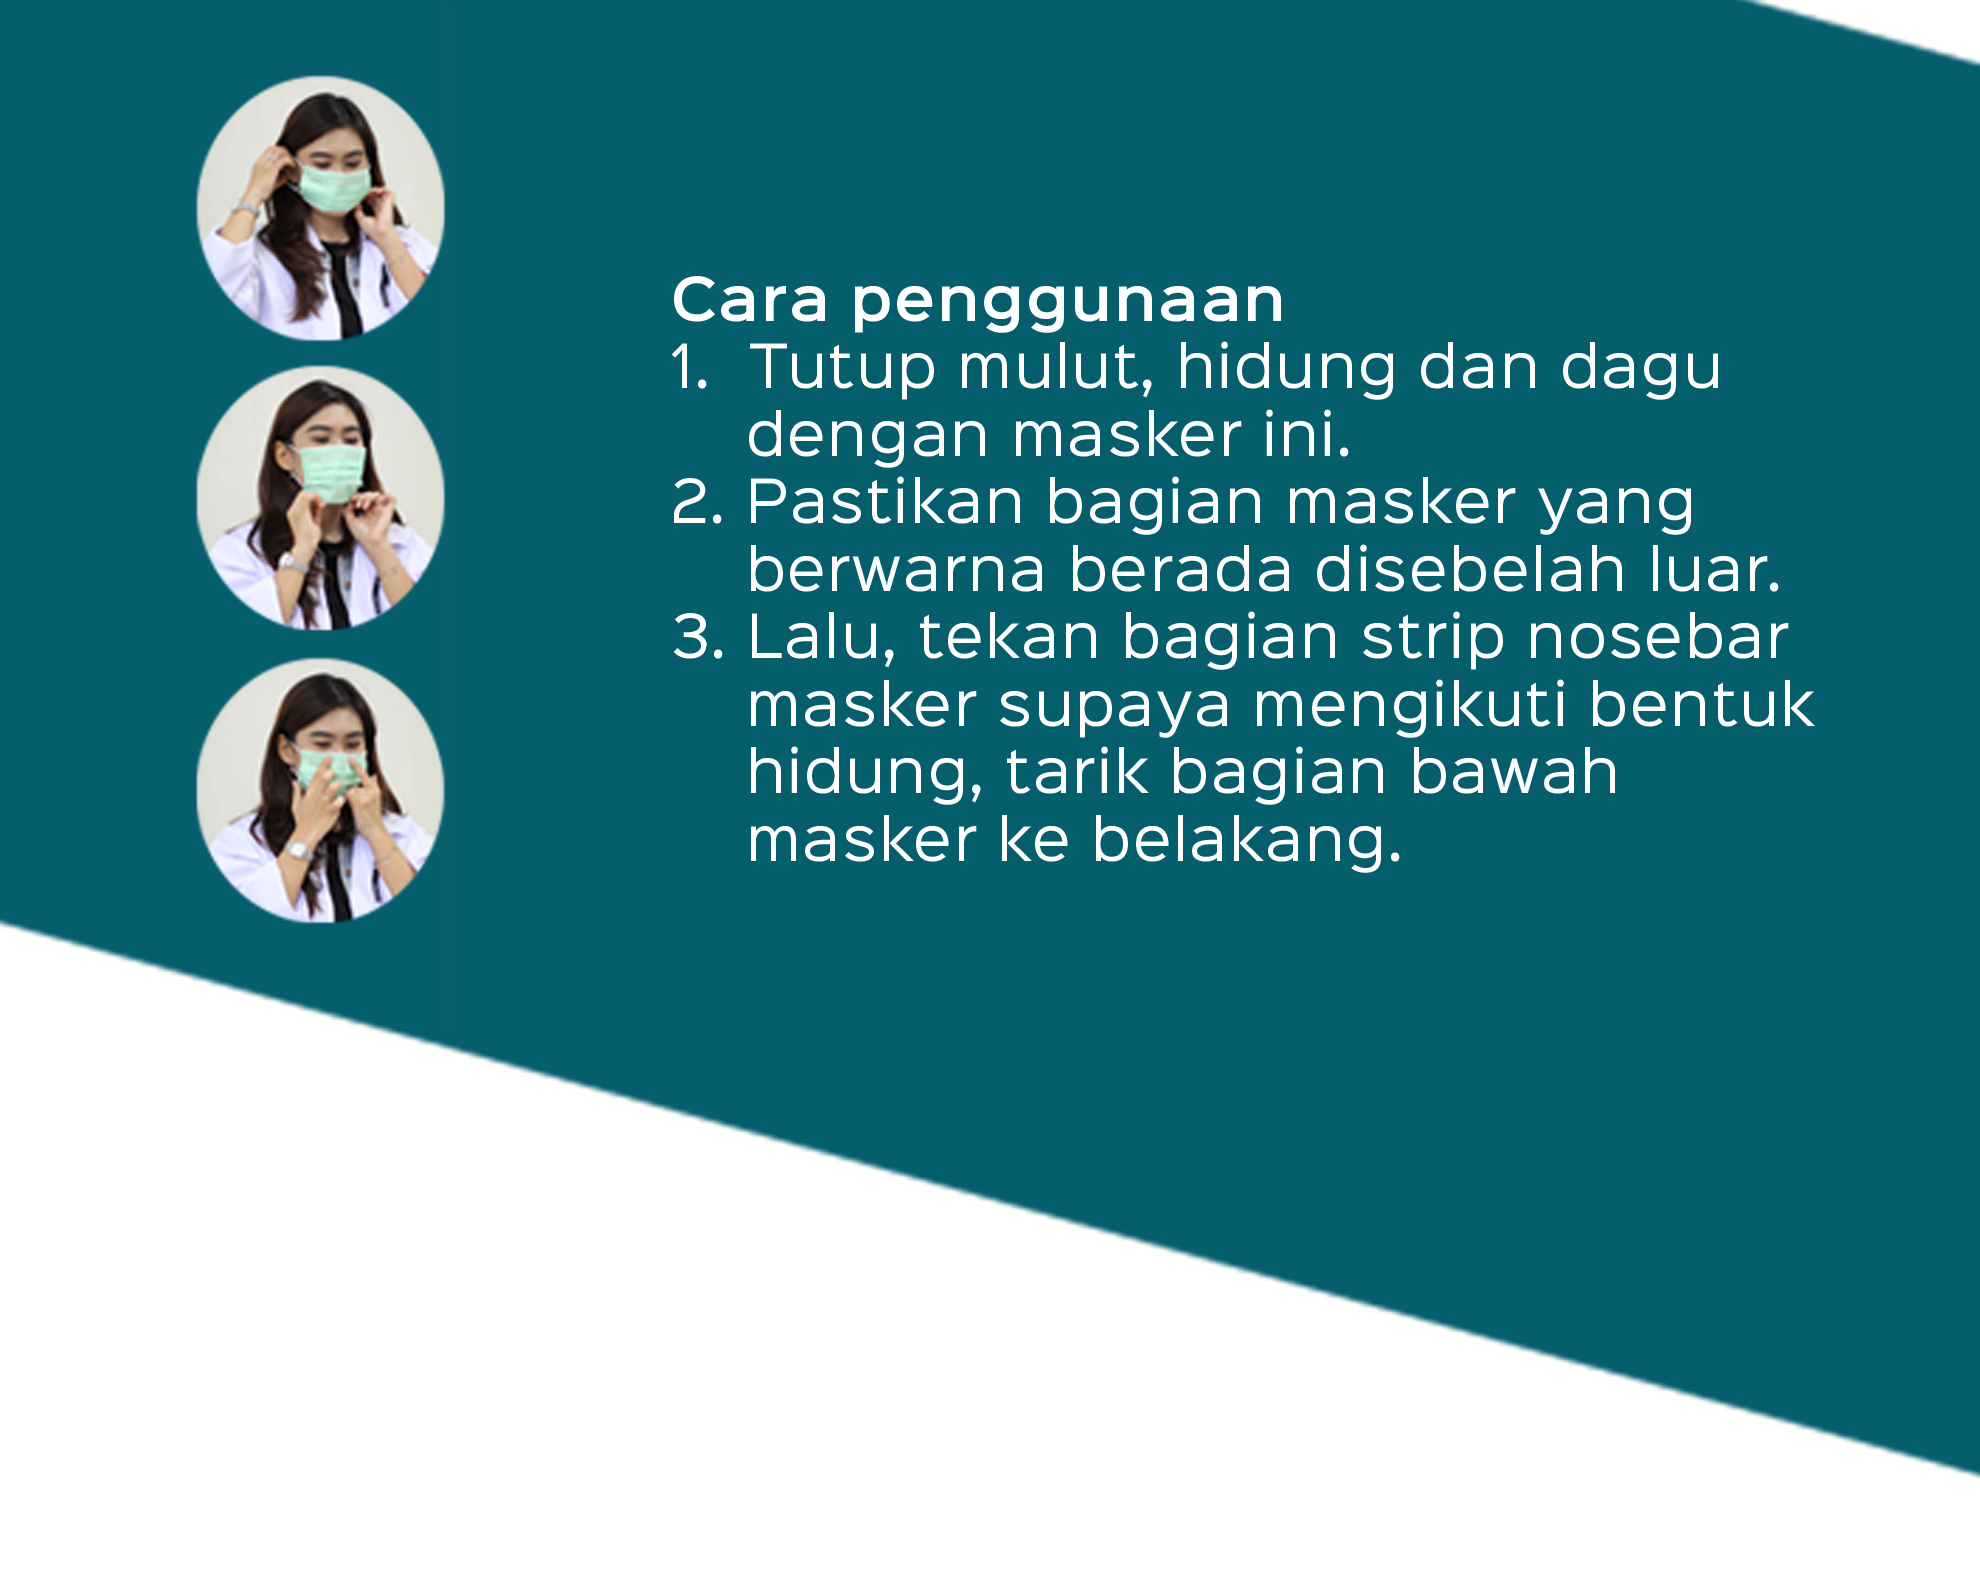 Cara penggunaan
1. Tutup mulut, hidung dan dagu
dengan masker ini.
2. Pastikan bagian masker yang
berwarna berada disebelah luar.
3. Lalu, tekan bagian strip nosebar
masker supaya mengikuti bentuk
hidung, tarik bagian bawah
masker ke belakang.